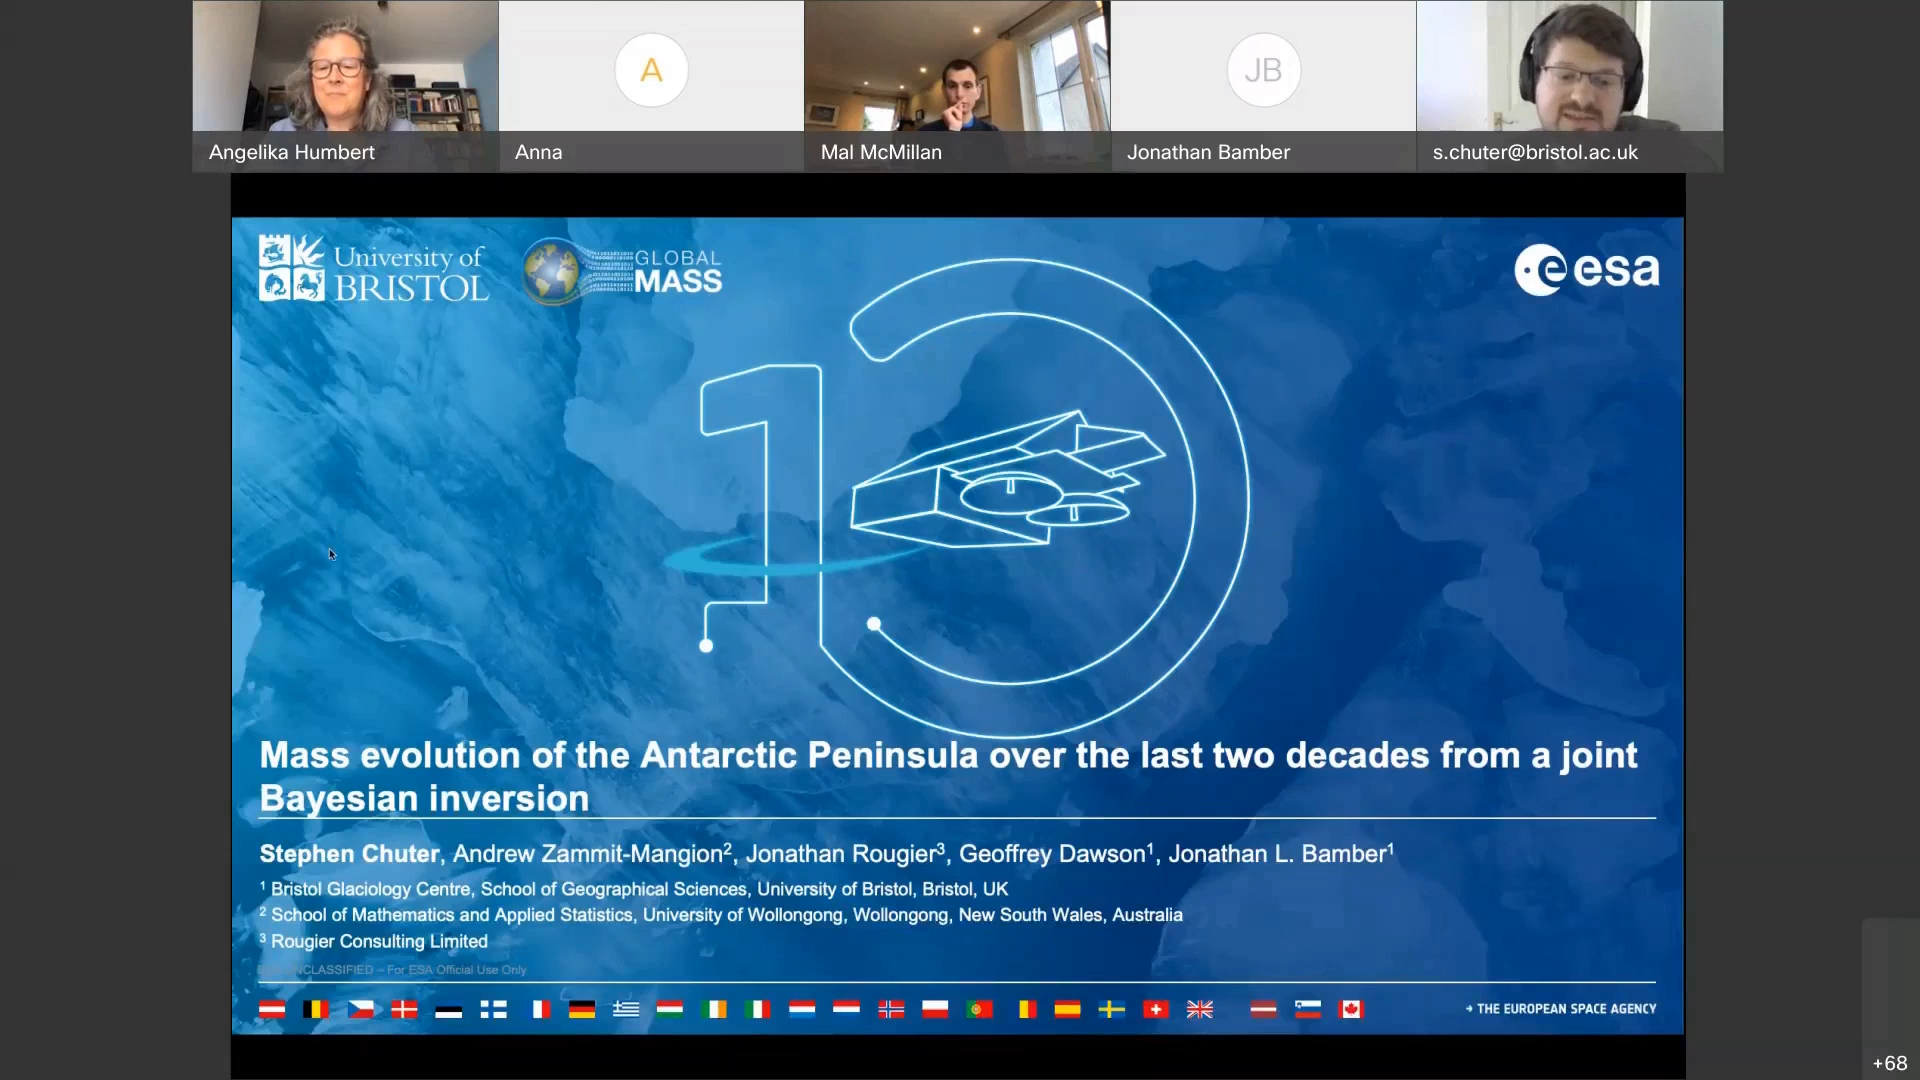 A
JB
Angelika Humbert
Anna
Mal McMillan
Jonathan Bamber
s.chuter@bristol.ac.uk
University of
BRISTOL
GLOBAL
MASS
esa
10
Mass evolution of the Antarctic Peninsula over the last two decades from a joint
Bayesian inversion
Stephen Chuter, Andrew Zammit-Mangion2, Jonathan Rougier3, Geoffrey Dawson1, Jonathan L. Bamber1
1 Bristol Glaciology Centre, School of Geographical Sciences, University of Bristol, Bristol, UK
2 School of Mathematics and Applied Statistics, University of Wollongong, Wollongong, New South Wales, Australia
3 Rougier Consulting Limited
– For ESA Official Use Only
→ THE EUROPEAN SPACE AGENCY
+68